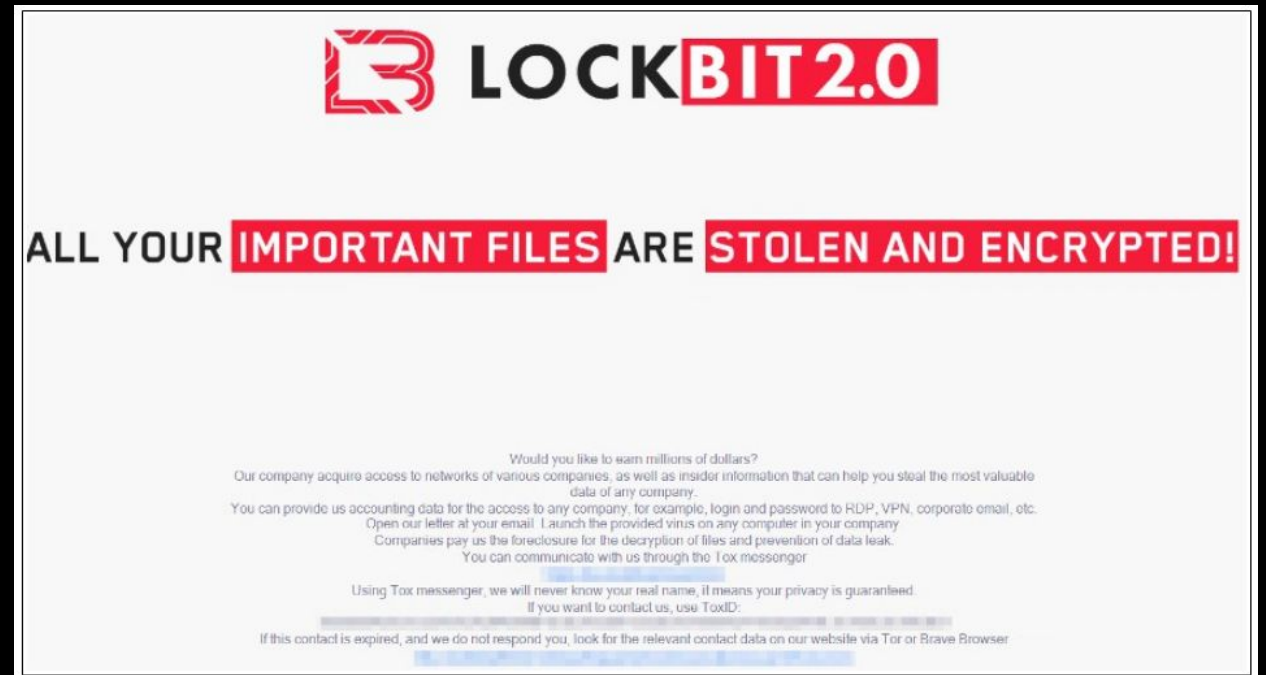 LOCKBIT 2.0
ALL YOUR IMPORTANT FILES ARE STOLEN AND ENCRYPTED!
Would you like to earn millions of dollars?
Our company acquire access to networks of various companies, as well as insider information that can help you steal the most valuable
data of any company.
You can provide us accounting data for the access to any company, for example, login and password to RDP, VPN, corporate email, etc.
Open our letter at your email. Launch the provided virus on any computer in your company
Companies pay us the foreclosure for the decryption of files and prevention of data leak.
You can communicate with us through the Tox messenger
Using Tox messenger, we will never know your real name, it means your privacy is guaranteed.
If you want to contact us, use ToxID:
If this contact is expired, and we do not respond you, look for the relevant contact data on our website via Tor or Brave Browser